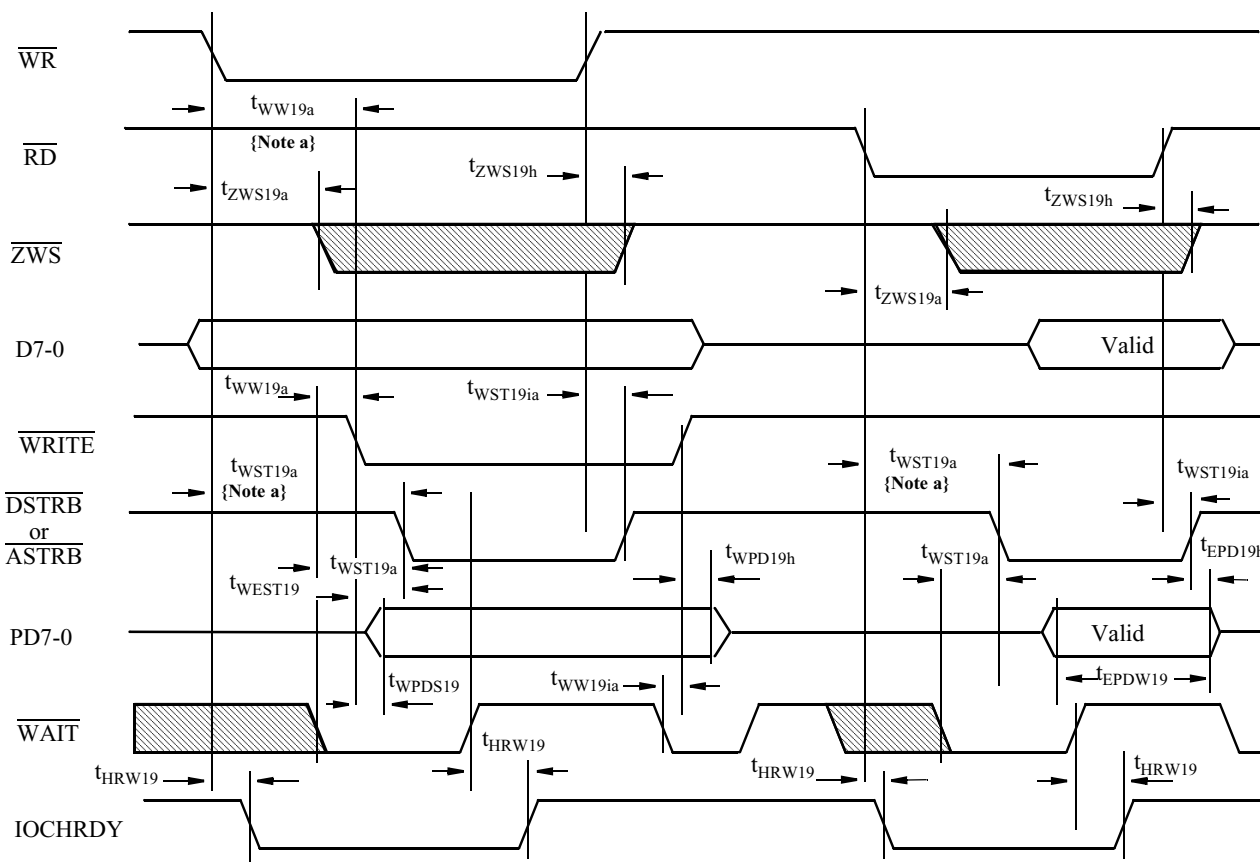 WR
tWW19a
{Note a}
RD
tZWS19h
tZWS19a
tZWS19h
ZWS
tZWS19a
D7-0
Valid
tWW19a
tWST19ia
WRITE
tWST19a
{Note a}
tWST19a
{Note a}
tWST19ia
DSTRB
or
ASTRB
tWST19a
tWPD19h
tWST19a
tEPD19h
tWEST19
PD7-0
Valid
tWPDS19
tWW19ia
tEPDW19
WAIT
tHRW19
tHRW19
tHRW19
tHRW19
IOCHRDY